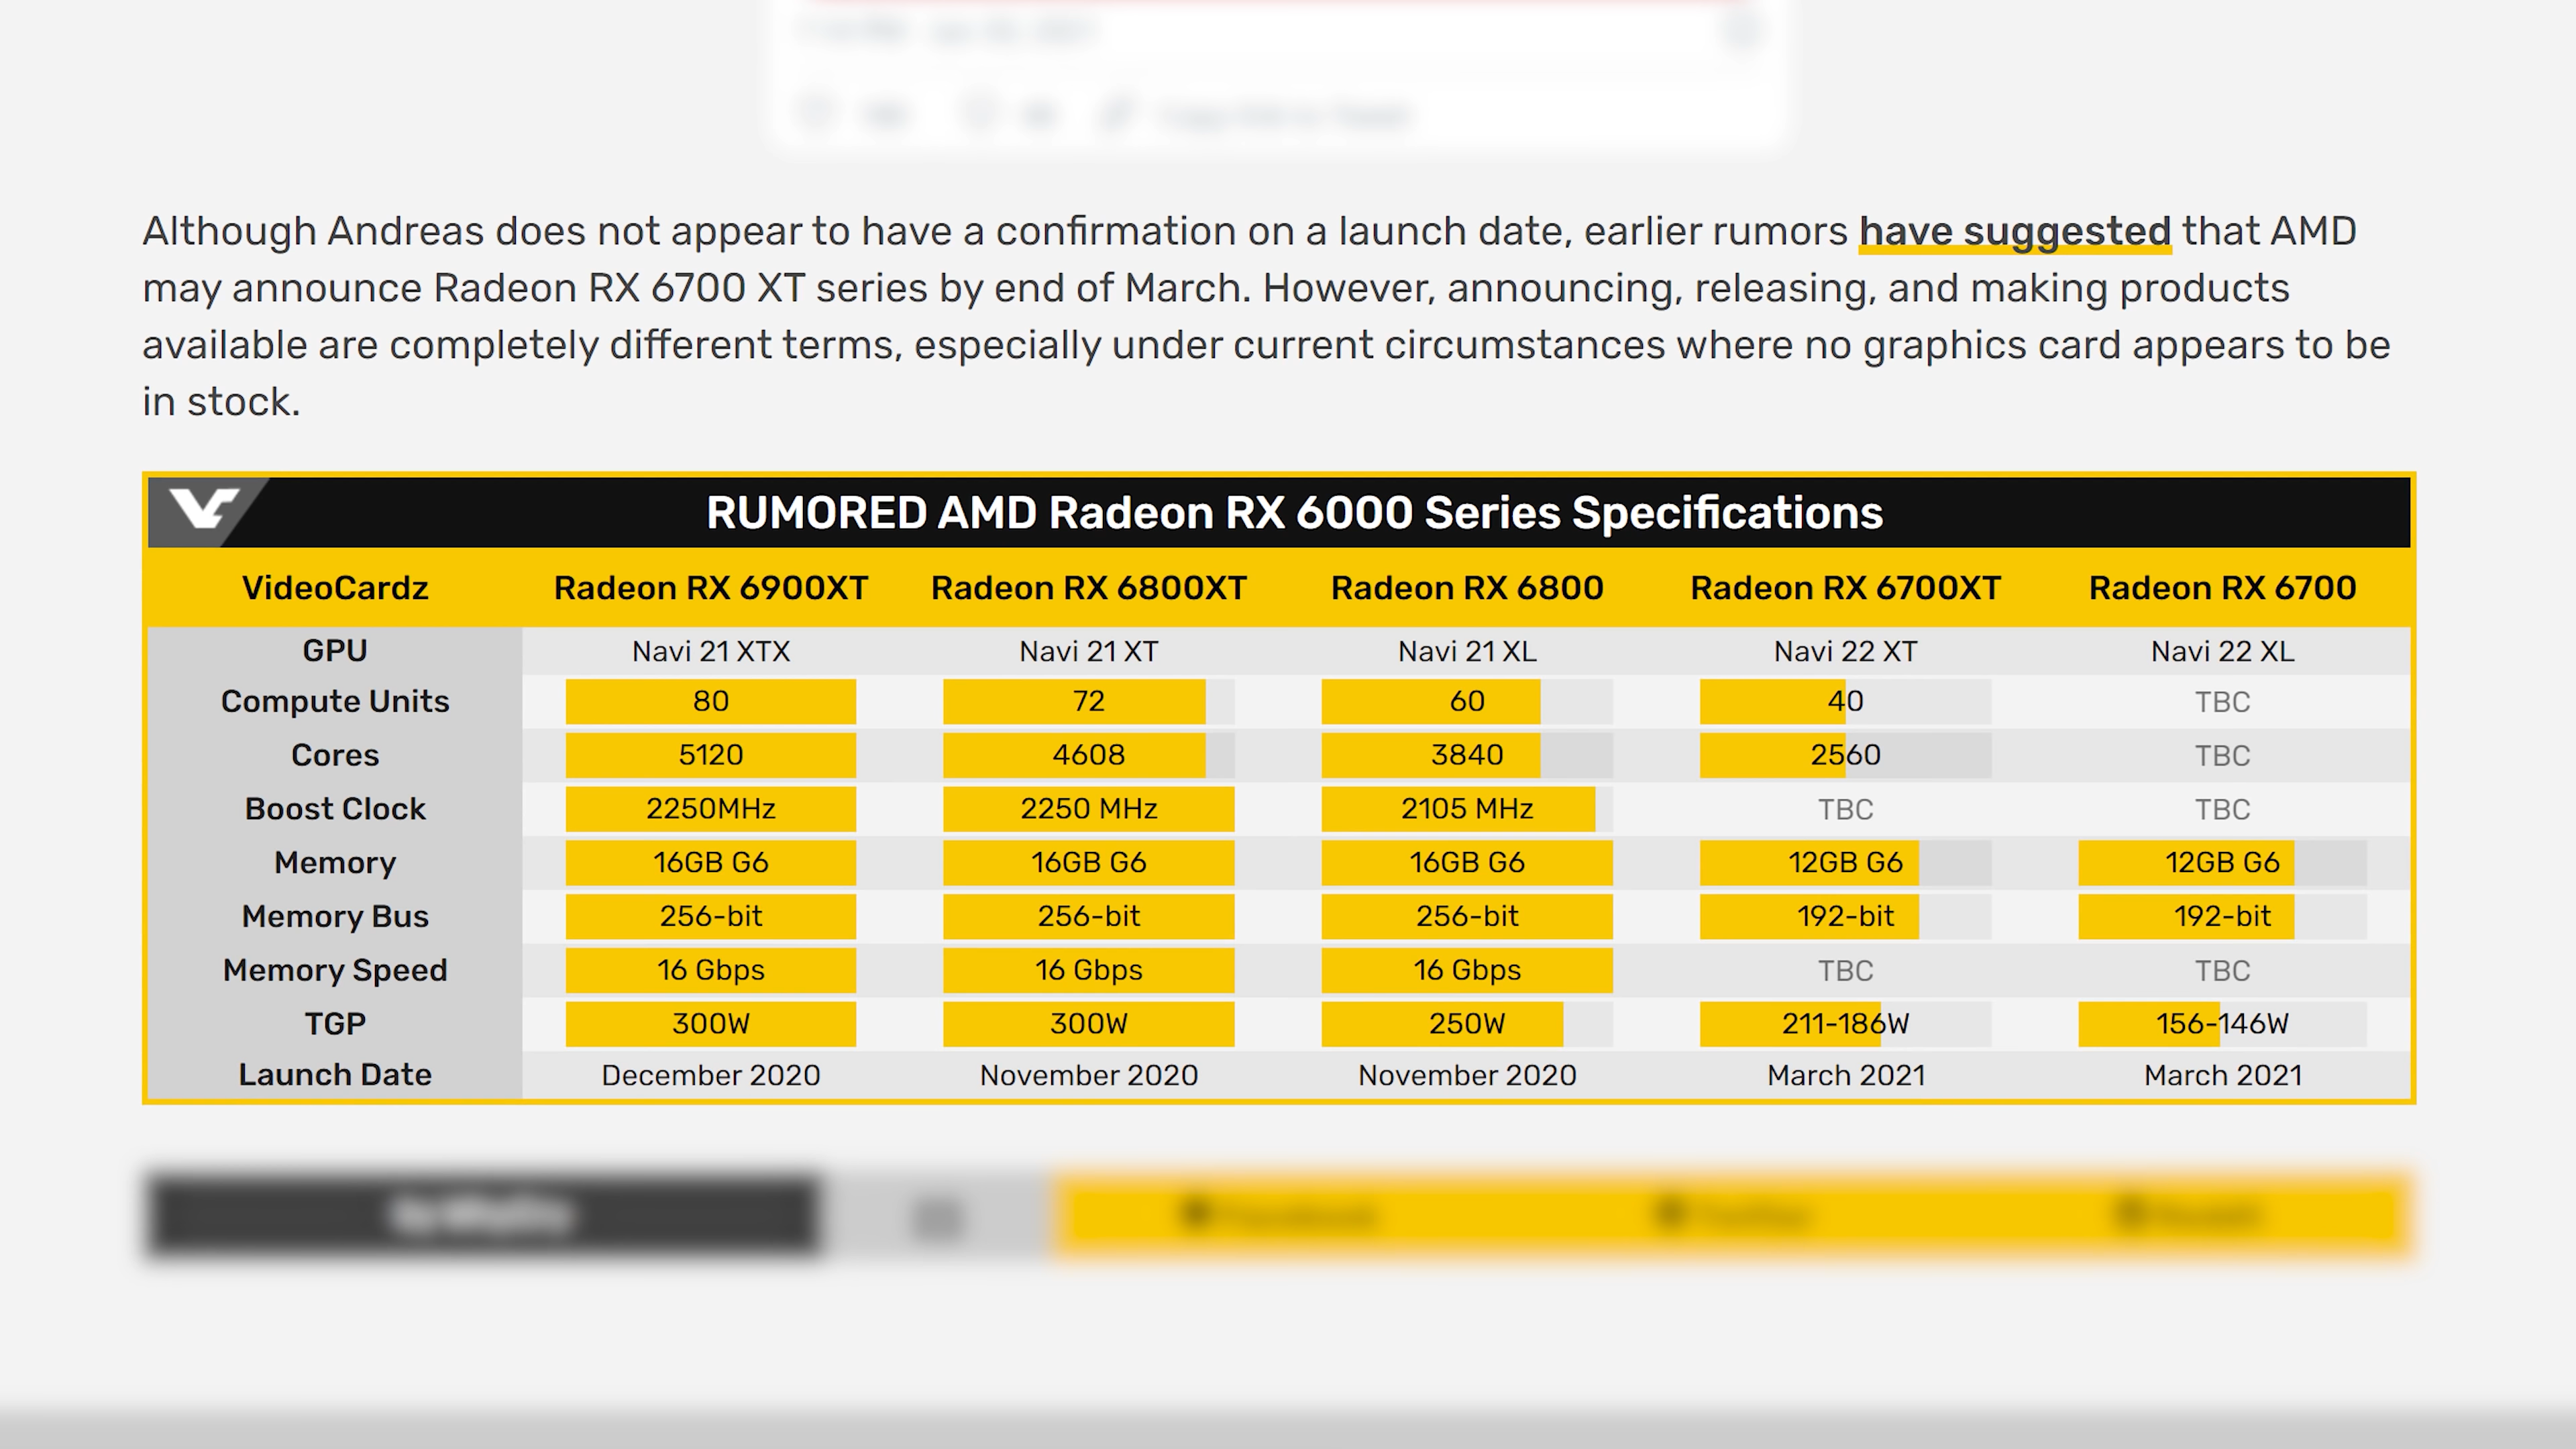 Although Andreas does not appear to have a confirmation on a launch date, earlier rumors have suggested that AMD
may announce Radeon RX 6700 XT series by end of March. However, announcing, releasing, and making products
available are completely different terms, especially under current circumstances where no graphics card appears to be
in stock.
RUMORED AMD Radeon RX 6000 Series Specifications
VideoCardz Radeon RX 6900XT Radeon RX 6800XT Radeon RX 6800 Radeon RX 6700XT Radeon RX 6700
GPU Navi 21 XTX Navi 21 XT Navi 21 XL Navi 22 XT Navi 22 XL
Compute Units 80 72 60 40 TBC
Cores 5120 4608 3840 2560 TBC
Boost Clock 2250MHz 2250 MHz 2105 MHz TBC TBC
Memory 16GB G6 16GB G6 16GB G6 12GB G6 12GB G6
Memory Bus 256-bit 256-bit 256-bit 192-bit 192-bit
Memory Speed 16 Gbps 16 Gbps 16 Gbps TBC TBC
TGP 300W 300W 250W 211-186W 156-146W
Launch Date December 2020 November 2020 November 2020 March 2021 March 2021